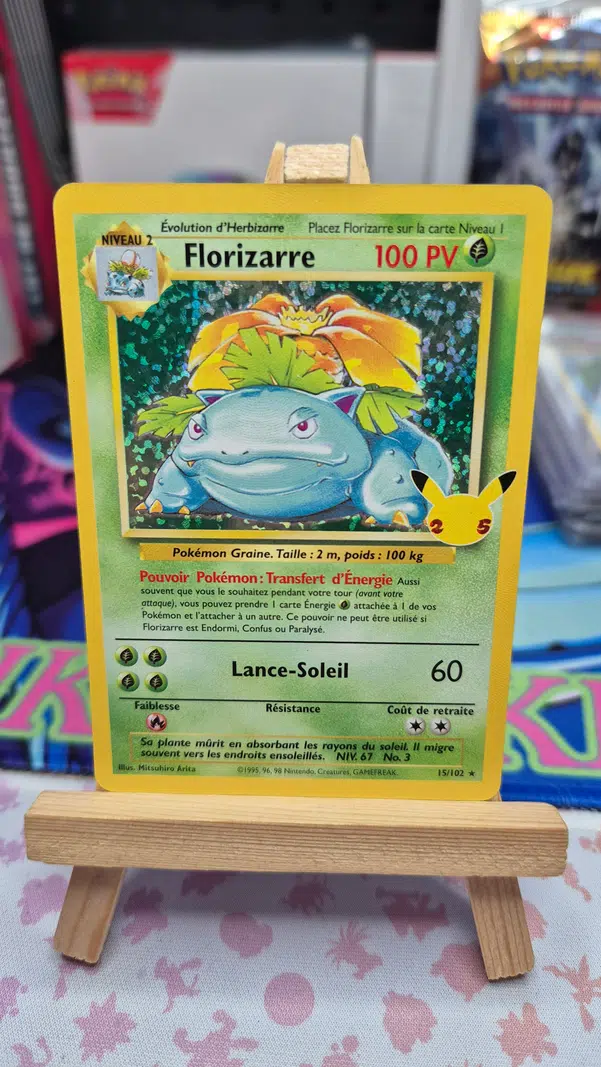 Évolution d'Herbizarre Placez Florizarre sur la carte Niveau 1
NIVEAU 2
Florizarre 100 PV
25
Pokémon Graine. Taille : 2 m, poids : 100 kg
Pouvoir Pokémon : Transfert d'Énergie Aussi
souvent que vous le souhaitez pendant votre tour (avant votre
attaque), vous pouvez prendre 1 carte Énergie attachée à 1 de vos
Pokémon et l'attacher à un autre. Ce pouvoir ne peut être utilisé si
Florizarre est Endormi, Confus ou Paralysé.
Lance-Soleil 60
Faiblesse Résistance Coût de retraite
Sa plante mûrit en absorbant les rayons du soleil. Il migre
souvent vers les endroits ensoleillés. NIV. 67 No. 3
Illus. Mitsuhiro Arita ©1995, 96, 98 Nintendo, Creatures, GAMEFREAK. 15/102 ★